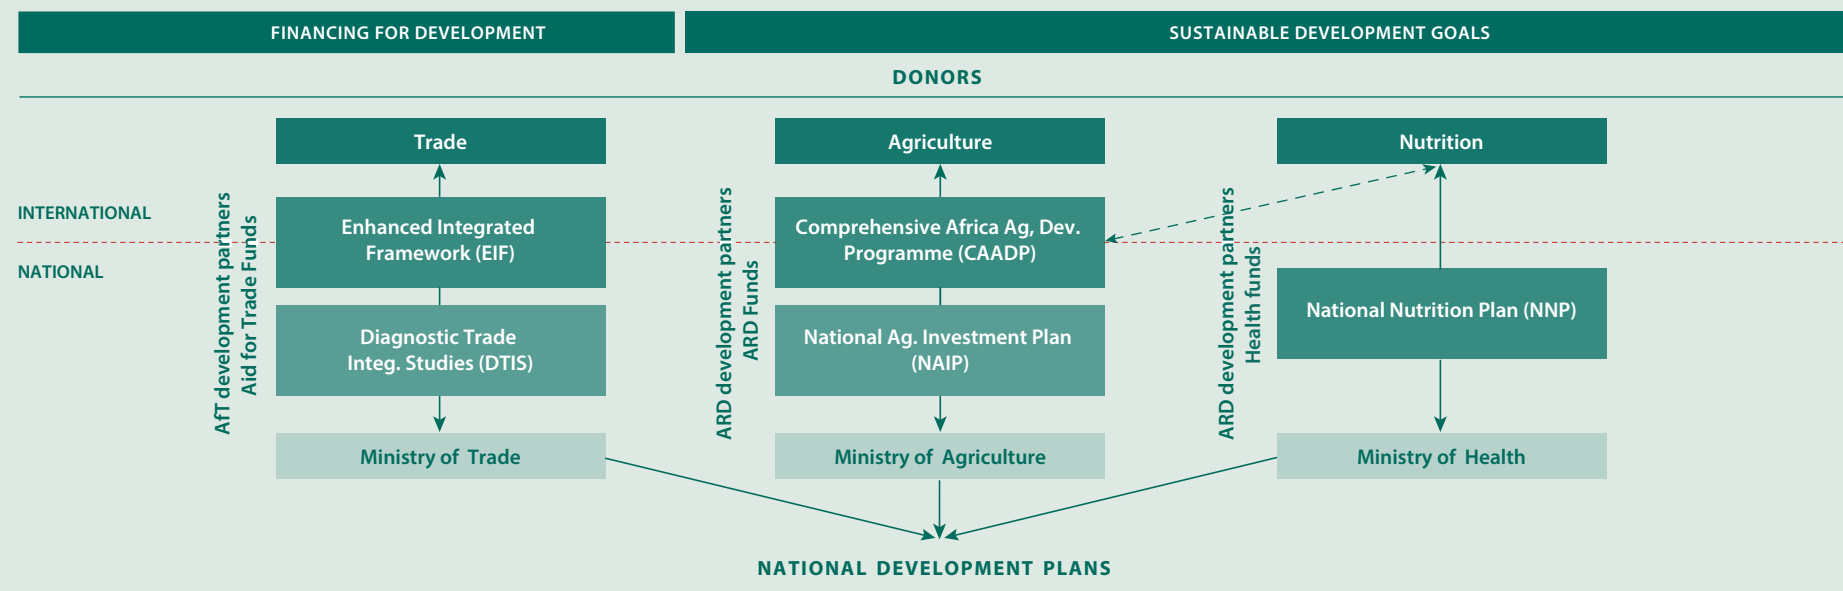 FINANCING FOR DEVELOPMENT
SUSTAINABLE DEVELOPMENT GOALS
DONORS
Trade
Agriculture
Nutrition
INTERNATIONAL
NATIONAL
AfT development partners
Aid for Trade Funds
Enhanced Integrated
Framework (EIF)
Diagnostic Trade
Integ. Studies (DTIS)
ARD development partners
ARD Funds
Comprehensive Africa Ag, Dev.
Programme (CAADP)
National Ag. Investment Plan
(NAIP)
ARD development partners
Health funds
National Nutrition Plan (NNP)
Ministry of Trade
Ministry of Agriculture
Ministry of Health
NATIONAL DEVELOPMENT PLANS